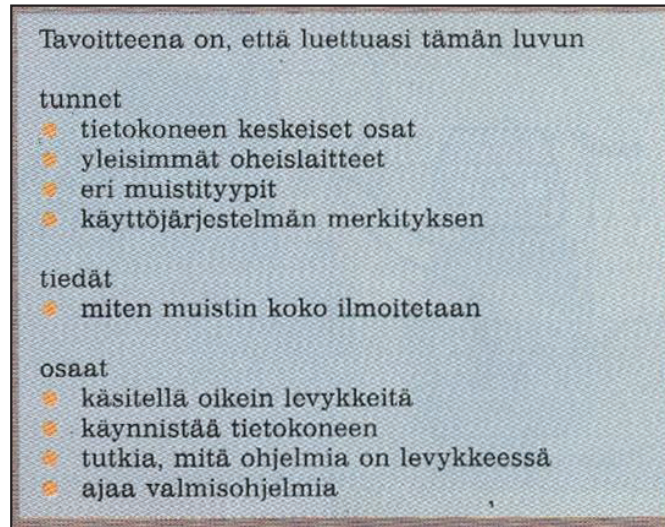 Tavoitteena on, että luettuasi tämän luvun
tunnet
tietokoneen keskeiset osat
yleisimmät oheislaitteet
eri muistityypit
käyttöjärjestelmän merkityksen
tiedät
miten muistin koko ilmoitetaan
osaat
käsitellä oikein levykkeitä
käynnistää tietokoneen
tutkia, mitä ohjelmia on levykkeessä
ajaa valmisohjelmia